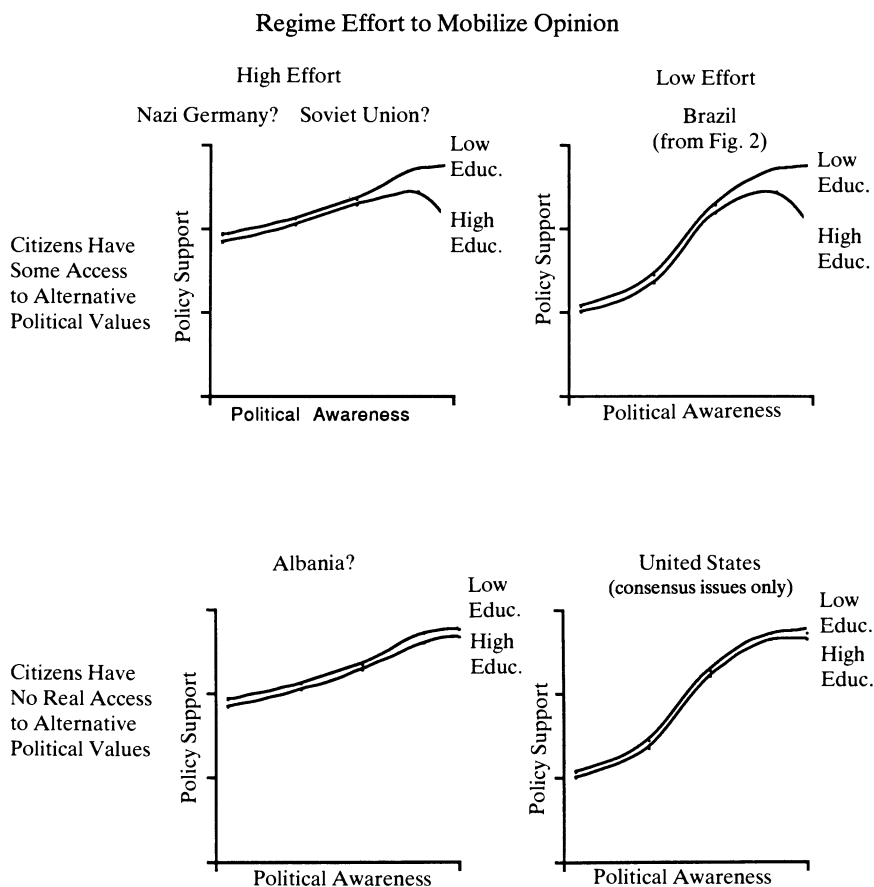 Regime Effort to Mobilize Opinion
High Effort
Low Effort
Nazi Germany? Soviet Union?
Brazil
(from Fig. 2)
Citizens Have
Some Access
to Alternative
Political Values
Policy Support
Low
Educ.
High
Educ.
Political Awareness
Policy Support
Low
Educ.
High
Educ.
Political Awareness
Albania?
United States
(consensus issues only)
Citizens Have
No Real Access
to Alternative
Political Values
Policy Support
Low
Educ.
High
Educ.
Political Awareness
Policy Support
Low
Educ.
High
Educ.
Political Awareness